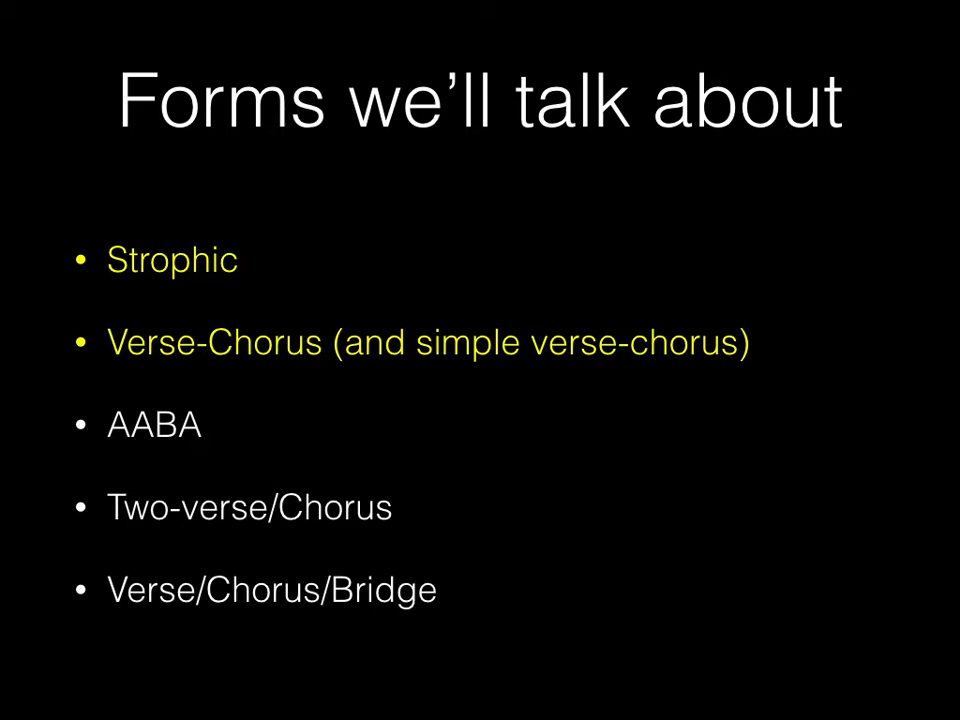 Forms we’ll talk about
• Strophic
• Verse-Chorus (and simple verse-chorus)
• AABA
• Two-verse/Chorus
• Verse/Chorus/Bridge